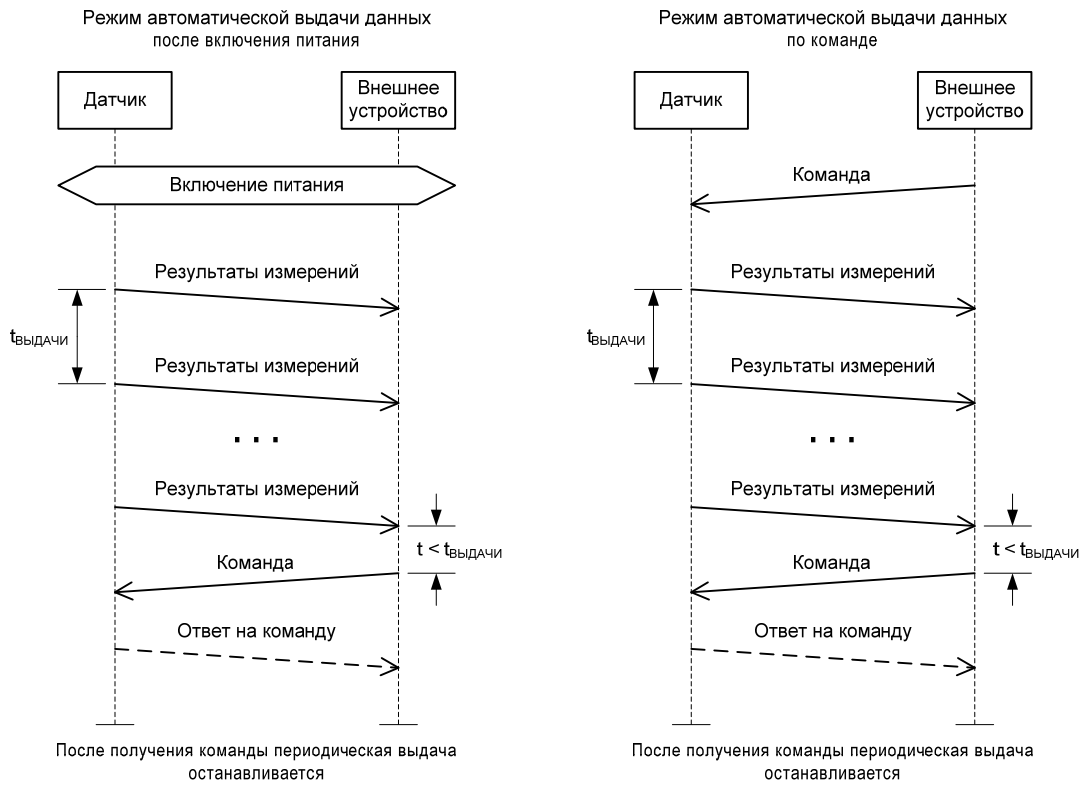 Режим автоматической выдачи данных
после включения питания
Датчик
Внешнее
устройство
Включение питания
Результаты измерений
tВЫДАЧИ
Результаты измерений
...
Результаты измерений
t < tВЫДАЧИ
Команда
Ответ на команду
После получения команды периодическая выдача
останавливается
Режим автоматической выдачи данных
по команде
Датчик
Внешнее
устройство
Команда
Результаты измерений
tВЫДАЧИ
Результаты измерений
...
Результаты измерений
t < tВЫДАЧИ
Команда
Ответ на команду
После получения команды периодическая выдача
останавливается